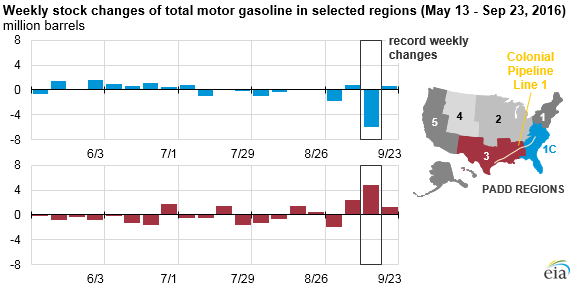 Weekly stock changes of total motor gasoline in selected regions (May 13 - Sep 23, 2016)
million barrels
8
4
0
-4
-8
6/3 7/1 7/29 8/26 9/23
record weekly
changes
8
4
0
-4
-8
6/3 7/1 7/29 8/26 9/23
Colonial
Pipeline
Line 1
5
4
2
1
3
1C
PADD REGIONS
eia